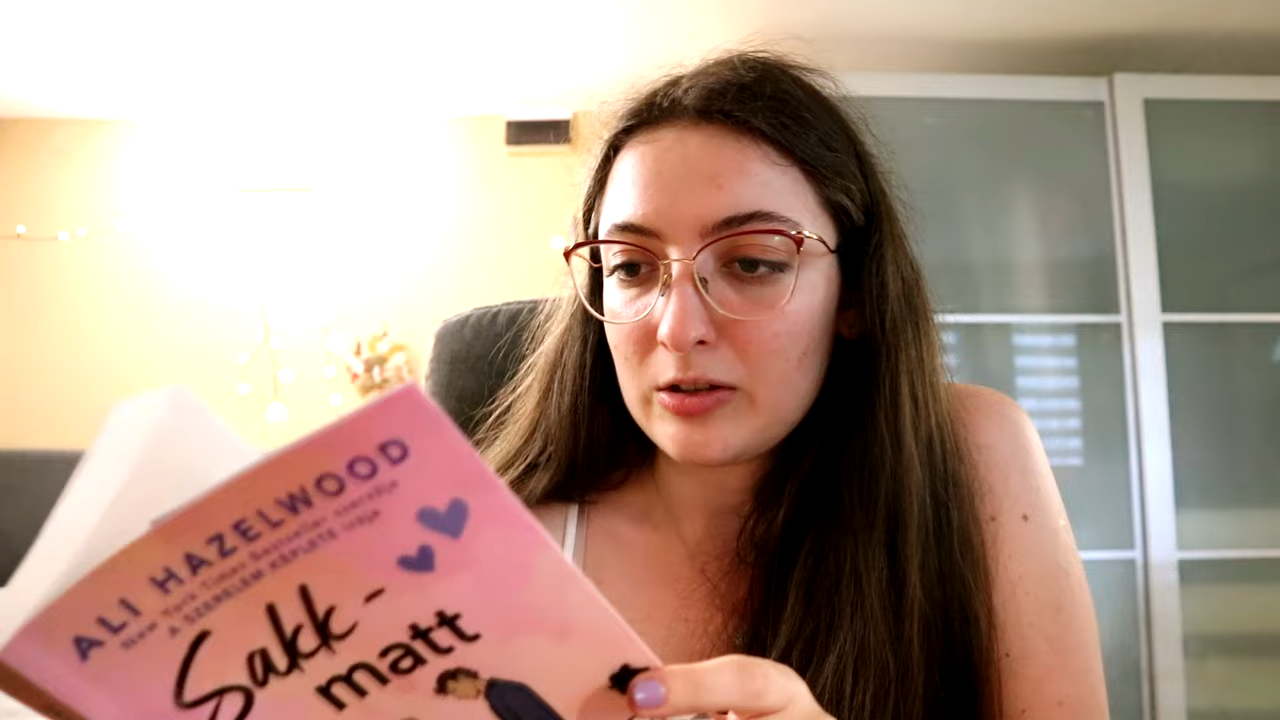 ALI HAZELWOOD
New York Times Bestseller szerzője
A SZERELEM KÉPLETE írója
Sakk-
matt